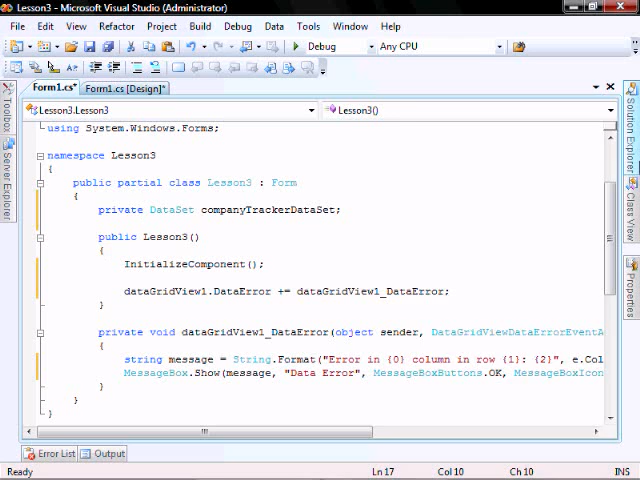 Lesson3 - Microsoft Visual Studio (Administrator)
File Edit View Refactor Project Build Debug Data Tools Window Help
Debug Any CPU
Form1.cs* Form1.cs [Design]*
Lesson3.Lesson3 Lesson3()
Toolbox
Server Explorer
using System.Windows.Forms;
namespace Lesson3
{
public partial class Lesson3 : Form
{
private DataSet companyTrackerDataSet;
public Lesson3()
{
InitializeComponent();
dataGridView1.DataError += dataGridView1_DataError;
}
private void dataGridView1_DataError(object sender, DataGridViewDataErrorEventA
{
string message = String.Format("Error in {0} column in row {1}: {2}", e.Col
MessageBox.Show(message, "Data Error", MessageBoxButtons.OK, MessageBoxIcon
}
}
}
Solution Explorer
Class View
Properties
Error List Output
Ready Ln 17 Col 10 Ch 10 INS